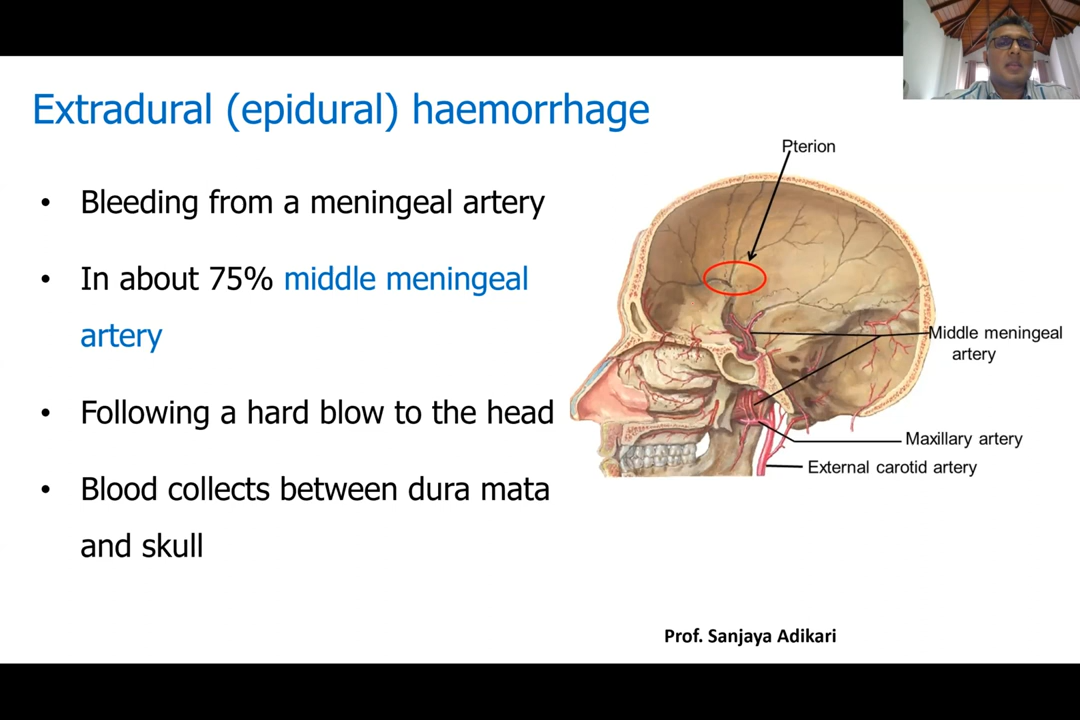 Extradural (epidural) haemorrhage
• Bleeding from a meningeal artery
• In about 75% middle meningeal
artery
• Following a hard blow to the head
• Blood collects between dura mata
and skull
Pterion
Middle meningeal
artery
Maxillary artery
External carotid artery
Prof. Sanjaya Adikari